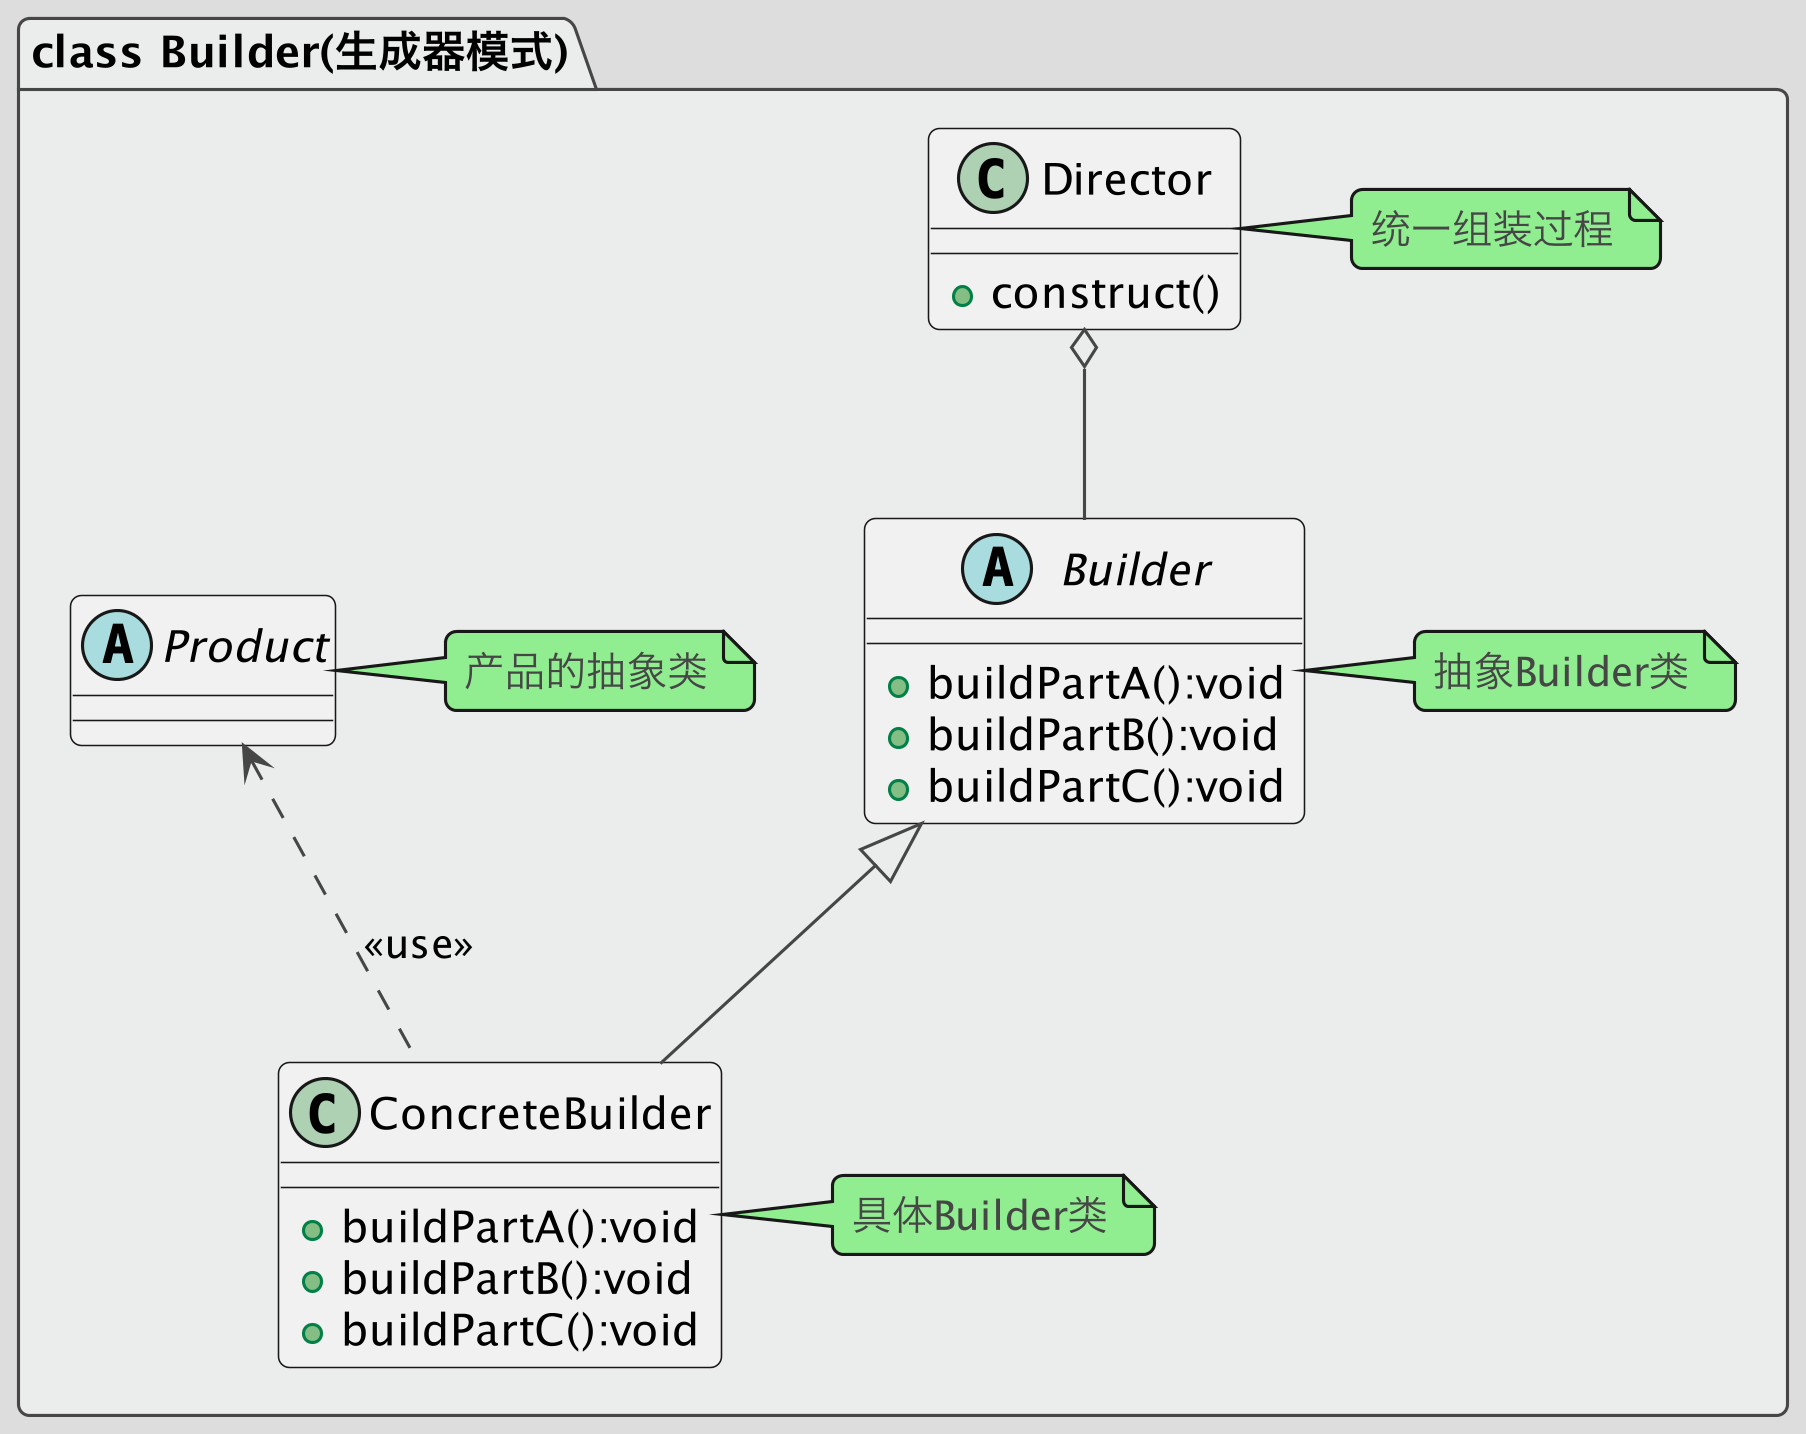 class Builder(生成器模式)
C Director
统一组装过程
construct()
A Builder
buildPartA():void
buildPartB():void
buildPartC():void
抽象Builder类
A Product
产品的抽象类
«use»
C ConcreteBuilder
buildPartA():void
buildPartB():void
buildPartC():void
具体Builder类